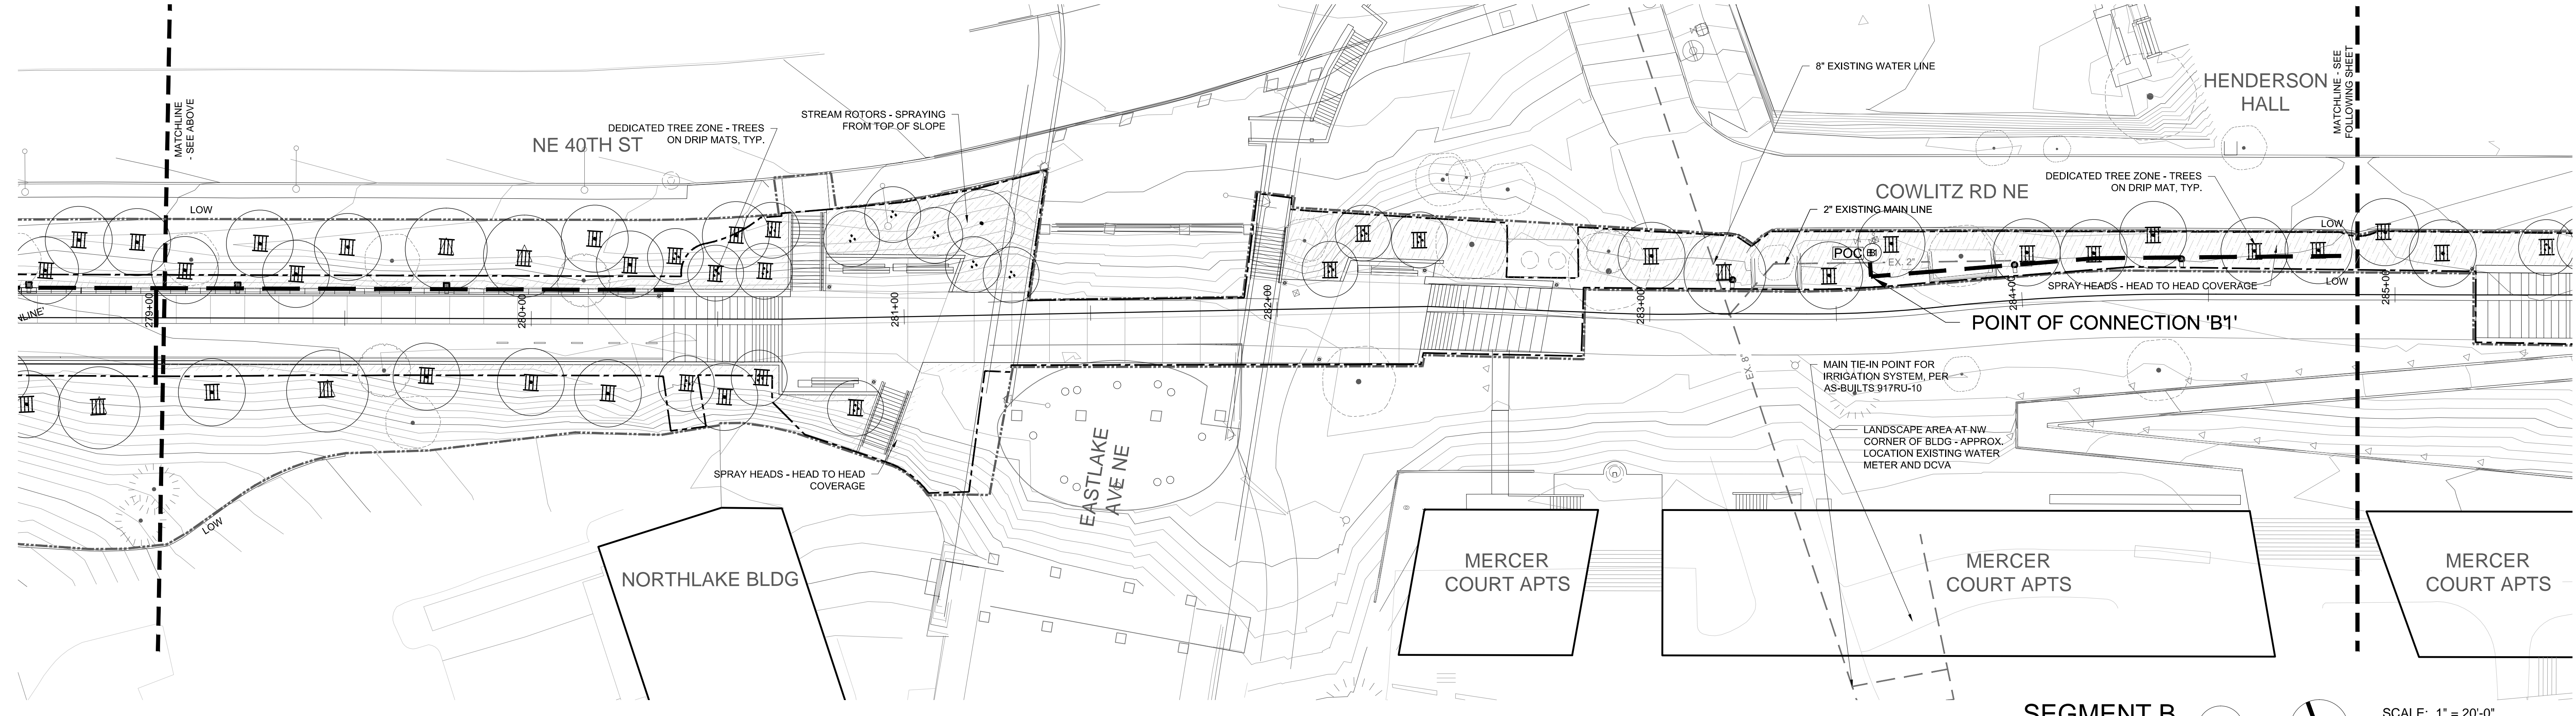 MATCHLINE
- SEE ABOVE
NE 40TH ST
DEDICATED TREE ZONE - TREES
ON DRIP MATS, TYP.
STREAM ROTORS - SPRAYING
FROM TOP OF SLOPE
8" EXISTING WATER LINE
HENDERSON
HALL
MATCHLINE - SEE
FOLLOWING SHEET
COWLITZ RD NE
DEDICATED TREE ZONE - TREES
ON DRIP MAT, TYP.
2" EXISTING MAIN LINE
LOW
LOW
POC
EX. 2"
SPRAY HEADS - HEAD TO HEAD COVERAGE
LOW
279+00
280+00
281+00
282+00
283+00
284+00
285+00
POINT OF CONNECTION 'B1'
EX. 8"
MAIN TIE-IN POINT FOR
IRRIGATION SYSTEM, PER
AS-BUILTS 917RU-10
LANDSCAPE AREA AT NW
CORNER OF BLDG - APPROX.
LOCATION EXISTING WATER
METER AND DCVA
SPRAY HEADS - HEAD TO HEAD
COVERAGE
EASTLAKE
AVE NE
LOW
NORTHLAKE BLDG
MERCER
COURT APTS
MERCER
COURT APTS
MERCER
COURT APTS
SEGMENT B
SCALE: 1" = 20'-0"